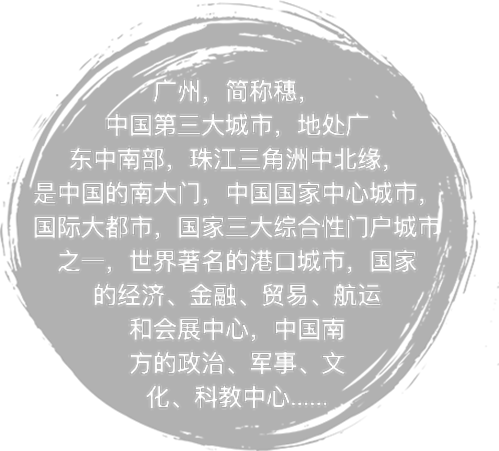 广州，简称穗，
中国第三大城市，地处广
东中南部，珠江三角洲中北缘，
是中国的南大门，中国国家中心城市，
国际大都市，国家三大综合性门户城市
之一，世界著名的港口城市，国家
的经济、金融、贸易、航运
和会展中心，中国南
方的政治、军事、文
化、科教中心......